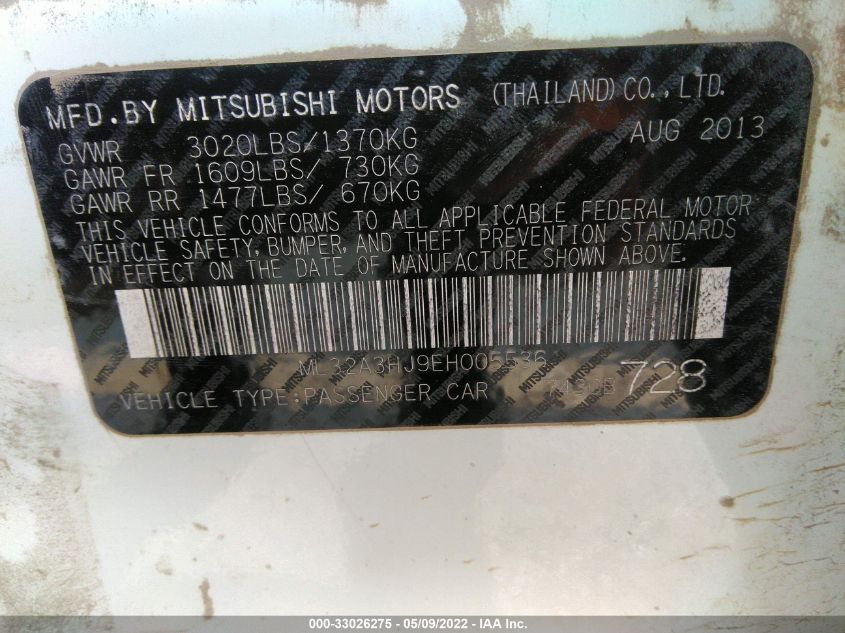 MFD.BY MITSUBISHI MOTORS (THAILAND) CO., LTD.
GVWR 3020LBS/1370KG AUG 2013
GAWR FR 1609LBS/ 730KG
GAWR RR 1477LBS/ 670KG
THIS VEHICLE CONFORMS TO ALL APPLICABLE FEDERAL MOTOR
VEHICLE SAFETY, BUMPER, AND THEFT PREVENTION STANDARDS
IN EFFECT ON THE DATE OF MANUFACTURE SHOWN ABOVE.
ML32A3HJ9EH005536
VEHICLE TYPE:PASSENGER CAR 728
000-33026275 - 05/09/2022 - IAA Inc.